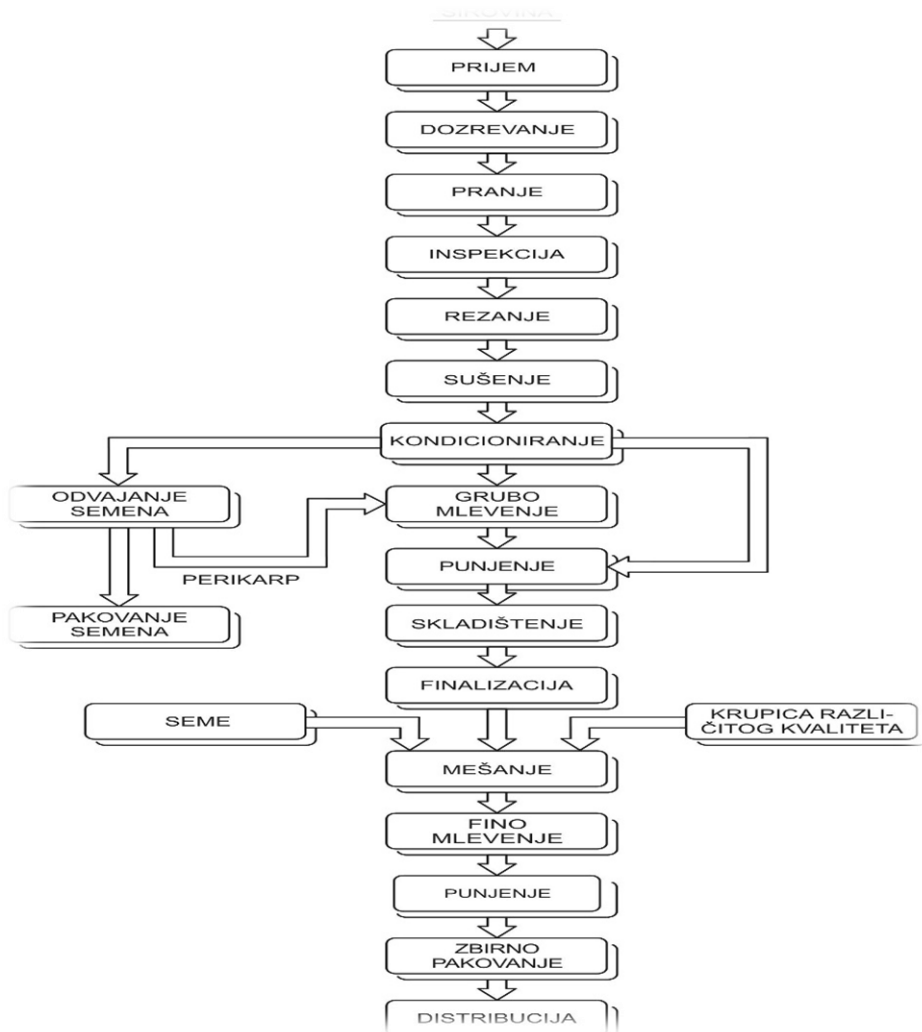 SIROVINA
PRIJEM
DOZREVANJE
PRANJE
INSPEKCIJA
REZANJE
SUŠENJE
KONDICIONIRANJE
ODVAJANJE
SEMENA
GRUBO
MLEVENJE
PERIKARP
PUNJENJE
PAKOVANJE
SEMENA
SKLADIŠTENJE
FINALIZACIJA
SEME
KRUPICA RAZLI-
ČITOG KVALITETA
MEŠANJE
FINO
MLEVENJE
PUNJENJE
ZBIRNO
PAKOVANJE
DISTRIBUCIJA